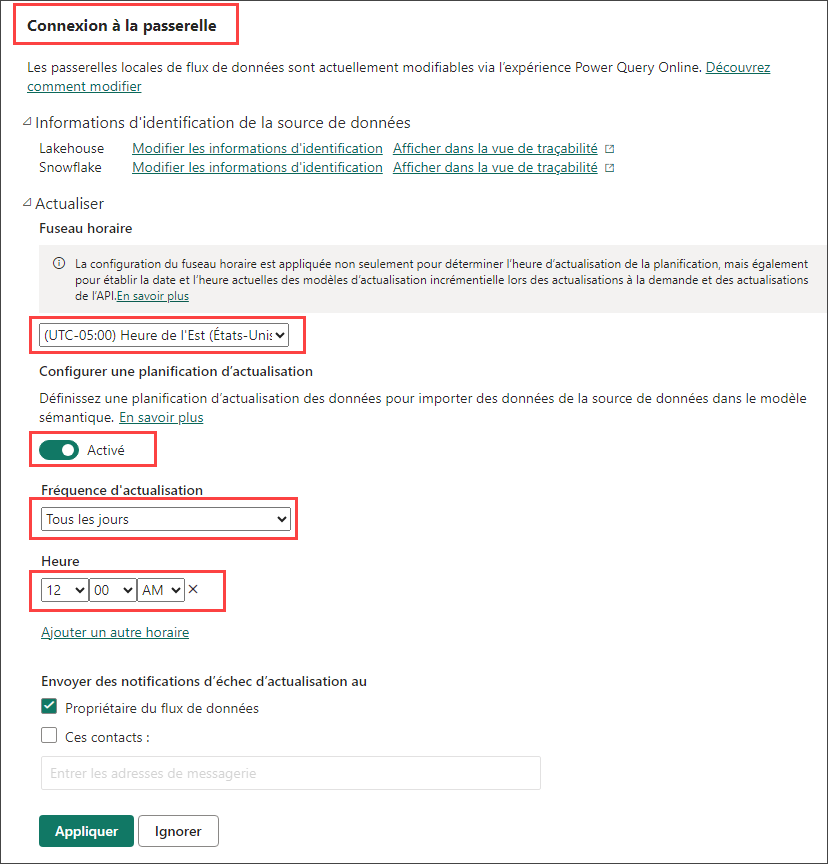 Connexion à la passerelle
Les passerelles locales de flux de données sont actuellement modifiables via l’expérience Power Query Online. Découvrez
comment modifier
Informations d'identification de la source de données
Lakehouse Modifier les informations d'identification Afficher dans la vue de traçabilité
Snowflake Modifier les informations d'identification Afficher dans la vue de traçabilité
Actualiser
Fuseau horaire
La configuration du fuseau horaire est appliquée non seulement pour déterminer l’heure d’actualisation de la planification, mais également
pour établir la date et l’heure actuelles des modèles d’actualisation incrémentielle lors des actualisations à la demande et des actualisations
de l’API.En savoir plus
(UTC-05:00) Heure de l'Est (États-Unis
Configurer une planification d’actualisation
Définissez une planification d’actualisation des données pour importer des données de la source de données dans le modèle
sémantique. En savoir plus
Activé
Fréquence d'actualisation
Tous les jours
Heure
12 00 AM
Ajouter un autre horaire
Envoyer des notifications d’échec d’actualisation au
Propriétaire du flux de données
Ces contacts :
Entrer les adresses de messagerie
Appliquer Ignorer